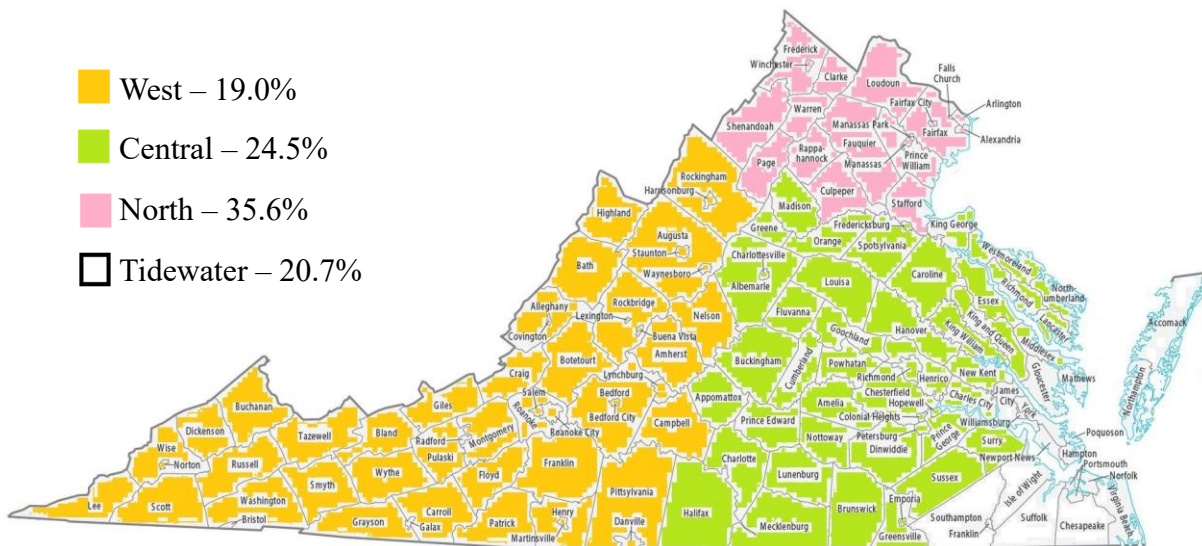 West – 19.0%
Central – 24.5%
North – 35.6%
Tidewater – 20.7%
Frederick
Winchester
Clarke
Loudoun
Falls
Church
Arlington
Warren
Fairfax City
Shenandoah
Manassas Park
Fairfax
Alexandria
Rappa-
hannock
Fauquier
Page
Manassas
Prince
William
Rockingham
Culpeper
Stafford
Harrisonburg
Madison
Highland
Greene
Fredericksburg
King George
Augusta
Orange
Spotsylvania
Staunton
Charlottesville
Westmoreland
Bath
Waynesboro
Albemarle
Louisa
Caroline
Richmond
North-
umberland
Rockbridge
Essex
Alleghany
Lexington
Nelson
Fluvanna
Lancaster
Accomack
Covington
Buena Vista
Goochland
Hanover
King and Queen
King William
Middlesex
Botetourt
Amherst
Buckingham
Cumberland
Powhatan
New Kent
Mathews
Craig
Lynchburg
Richmond
Henrico
Gloucester
Northampton
Salem
Bedford
Appomattox
Chesterfield
James
City
Charles City
Buchanan
Giles
Roanoke
Bedford City
Amelia
Hopewell
York
Dickenson
Tazewell
Bland
Radford
Montgomery
Roanoke City
Campbell
Prince Edward
Colonial Heights
Williamsburg
Poquoson
Wise
Pulaski
Nottoway
Petersburg
Prince
George
Surry
Hampton
Norton
Russell
Wythe
Floyd
Franklin
Charlotte
Dinwiddie
Newport News
Portsmouth
Norfolk
Smyth
Pittsylvania
Lunenburg
Sussex
Isle of Wight
Lee
Scott
Washington
Carroll
Patrick
Henry
Halifax
Brunswick
Emporia
Southampton
Suffolk
Virginia Beach
Bristol
Grayson
Galax
Martinsville
Danville
Mecklenburg
Greensville
Franklin
Chesapeake